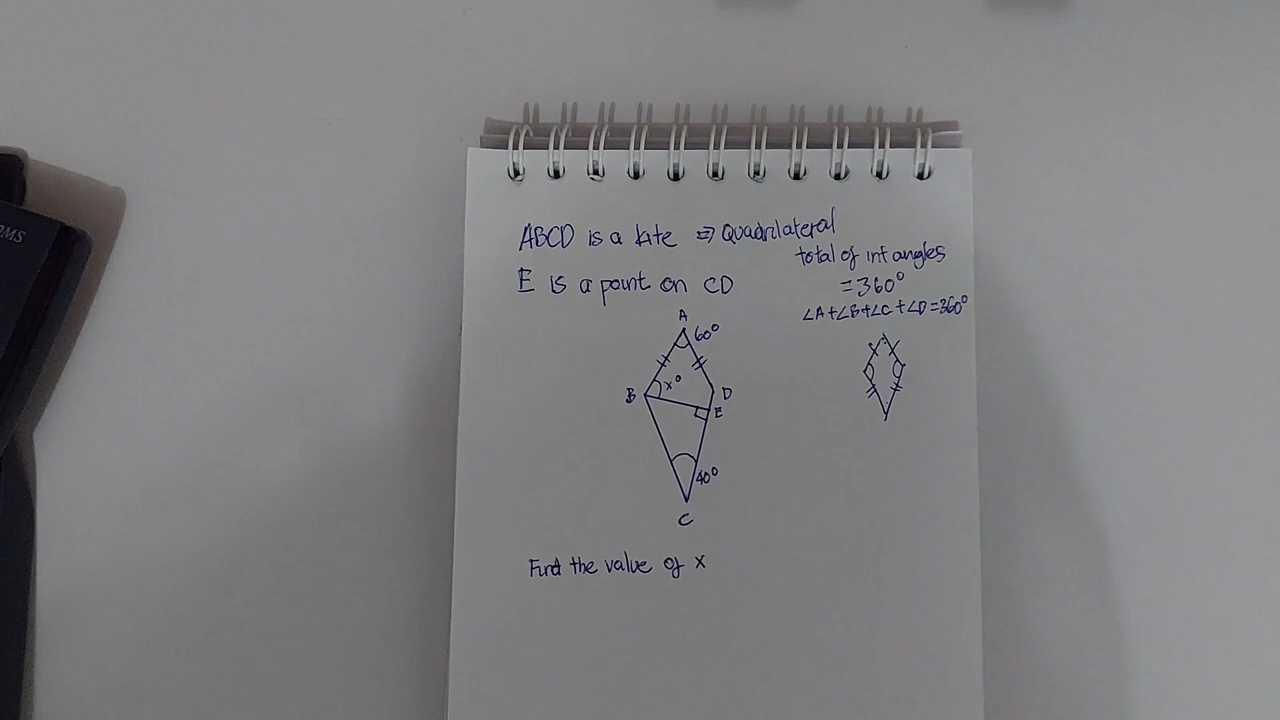 ABCD is a kite ⇒ Quadrilateral
total of int angles
= 360°
∠A+∠B+∠C+∠D=360°
E is a point on CD
A
60°
x°
B
D
E
40°
C
Find the value of x